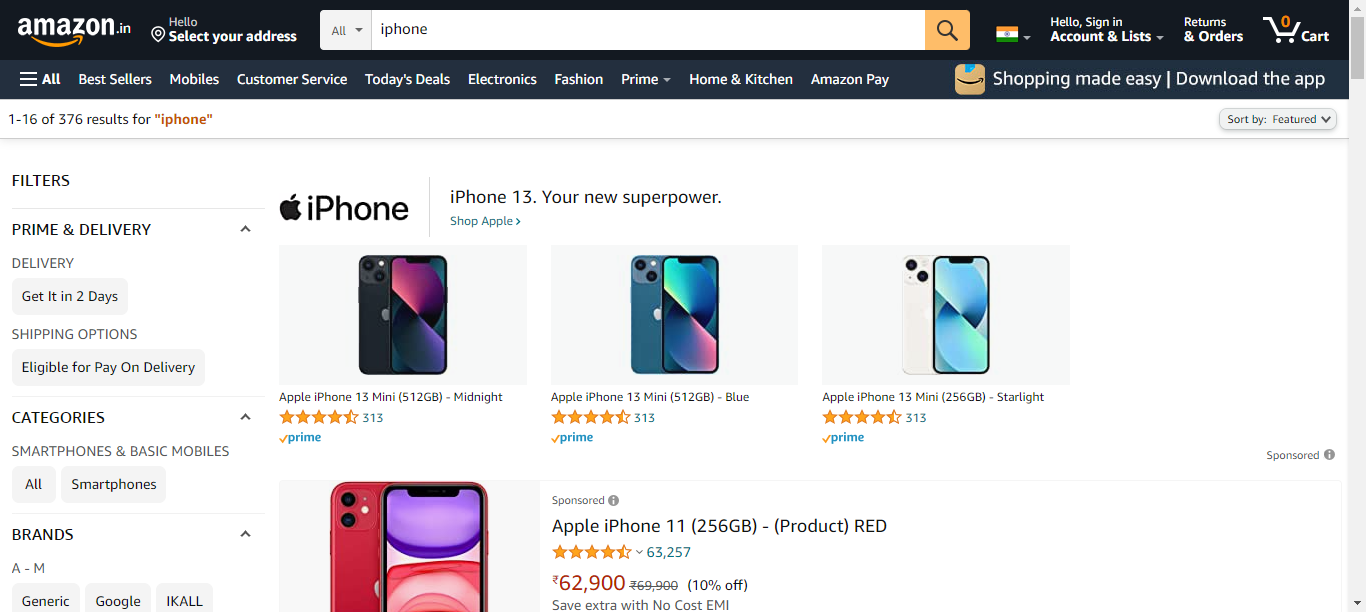 amazon.in
Hello
Select your address
All
iphone
Hello, Sign in
Account & Lists
Returns
& Orders
0
Cart
All
Best Sellers
Mobiles
Customer Service
Today's Deals
Electronics
Fashion
Prime
Home & Kitchen
Amazon Pay
Shopping made easy | Download the app
1-16 of 376 results for "iphone"
Sort by: Featured
FILTERS
PRIME & DELIVERY
DELIVERY
Get It in 2 Days
SHIPPING OPTIONS
Eligible for Pay On Delivery
CATEGORIES
SMARTPHONES & BASIC MOBILES
All
Smartphones
BRANDS
A - M
Generic
Google
IKALL
iPhone
iPhone 13. Your new superpower.
Shop Apple ›
Apple iPhone 13 Mini (512GB) - Midnight
313
prime
Apple iPhone 13 Mini (512GB) - Blue
313
prime
Apple iPhone 13 Mini (256GB) - Starlight
313
prime
Sponsored
Sponsored
Apple iPhone 11 (256GB) - (Product) RED
63,257
₹62,900 ₹69,900 (10% off)
Save extra with No Cost EMI